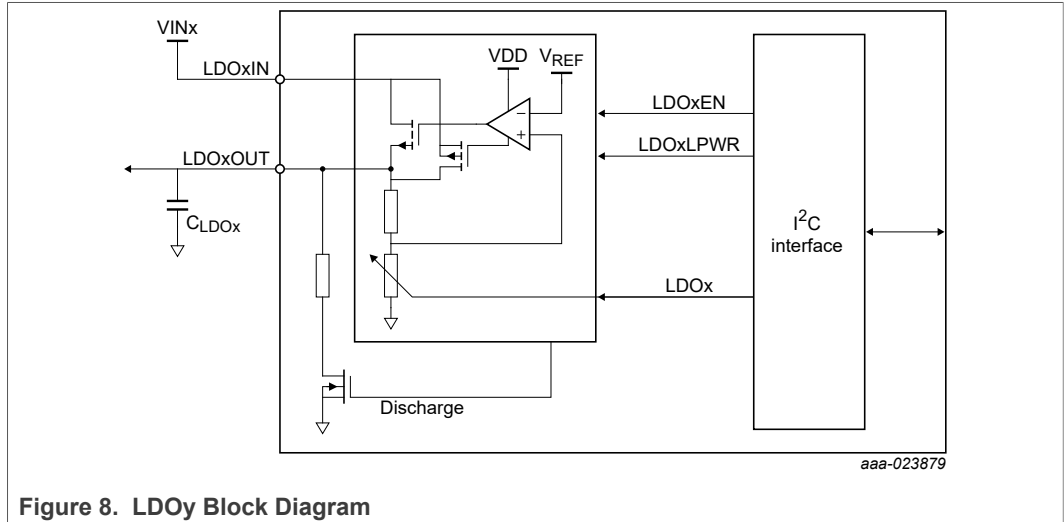 VINx
LDOxIN
VDD
VREF
−
+
LDOxEN
LDOxLPWR
LDOxOUT
CLDOx
I2C
interface
LDOx
Discharge
aaa-023879
Figure 8. LDOy Block Diagram